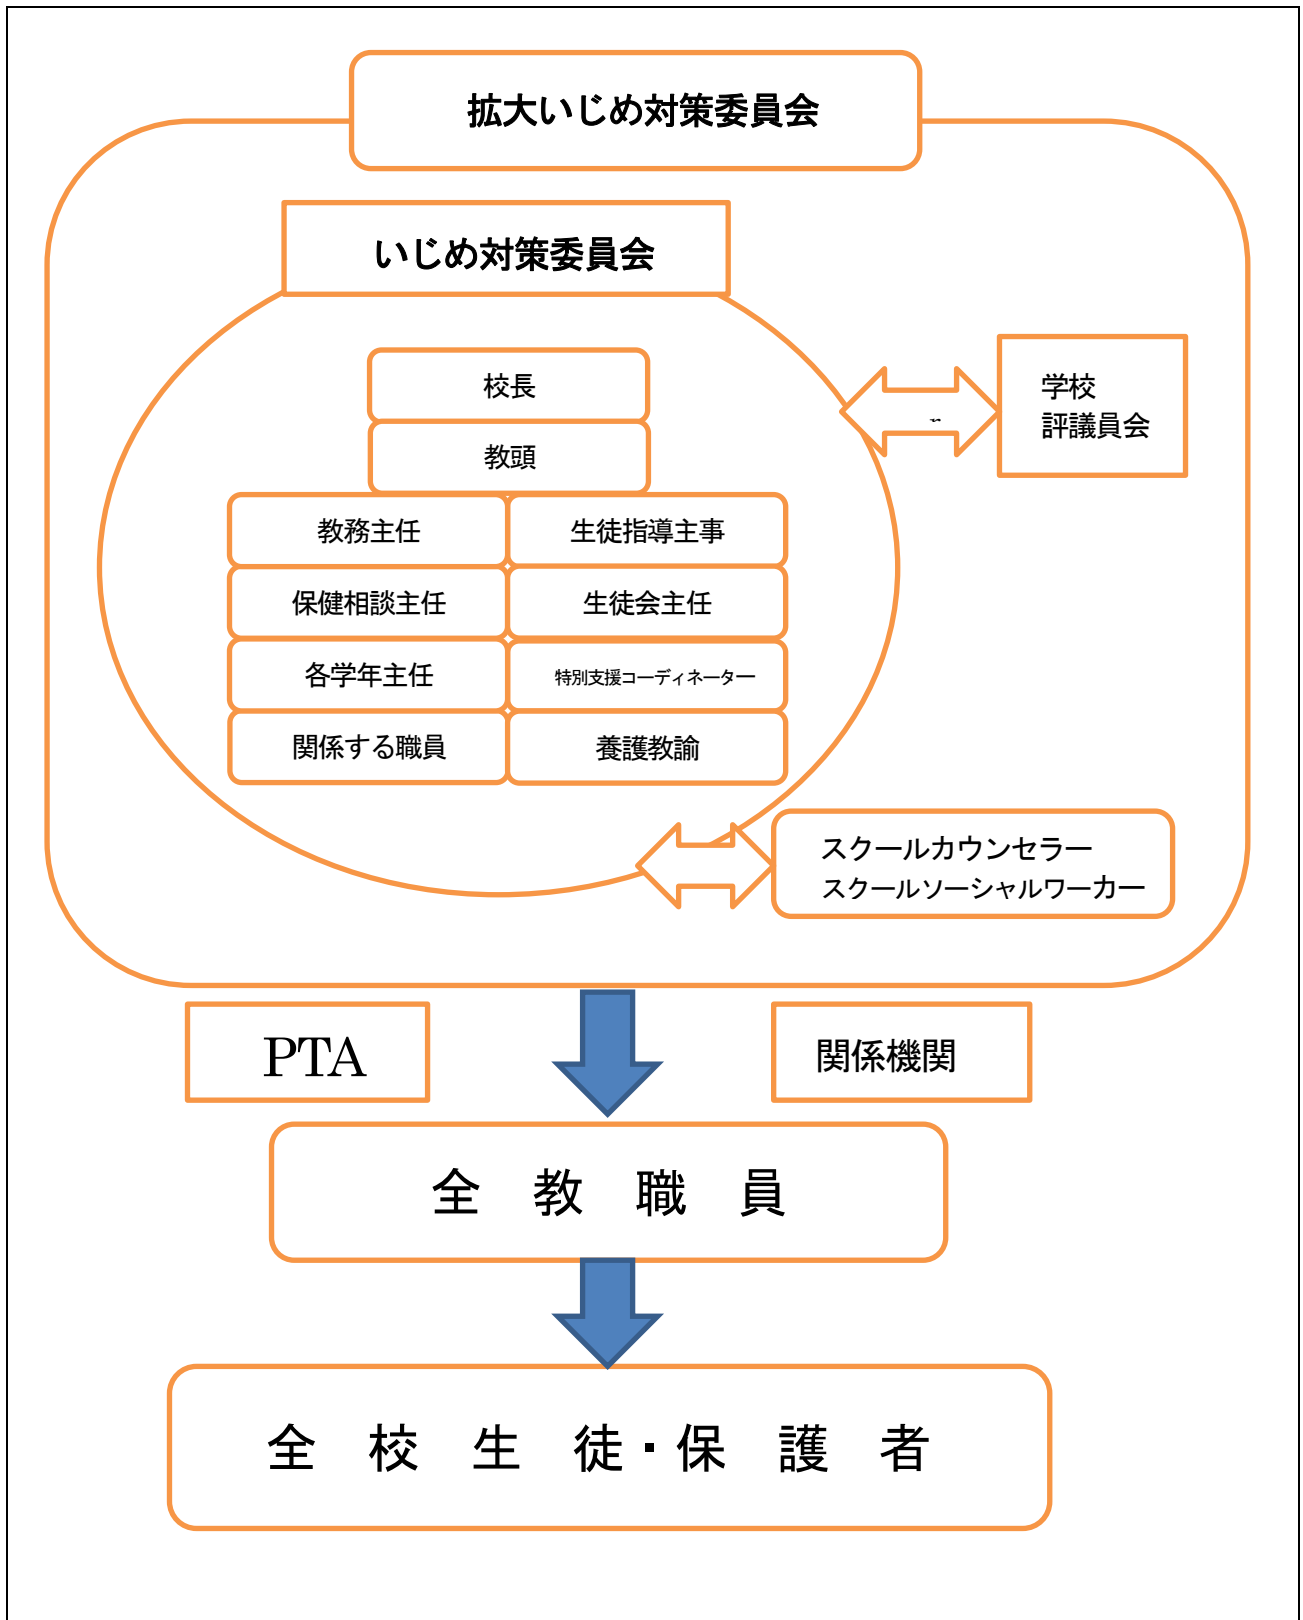 拡大いじめ対策委員会
いじめ対策委員会
校長
教頭
教務主任
生徒指導主事
保健相談主任
生徒会主任
各学年主任
特別支援コーディネーター
関係する職員
養護教諭
学校
評議員会
スクールカウンセラー
スクールソーシャルワーカー
PTA
関係機関
全 教 職 員
全 校 生 徒・保 護 者